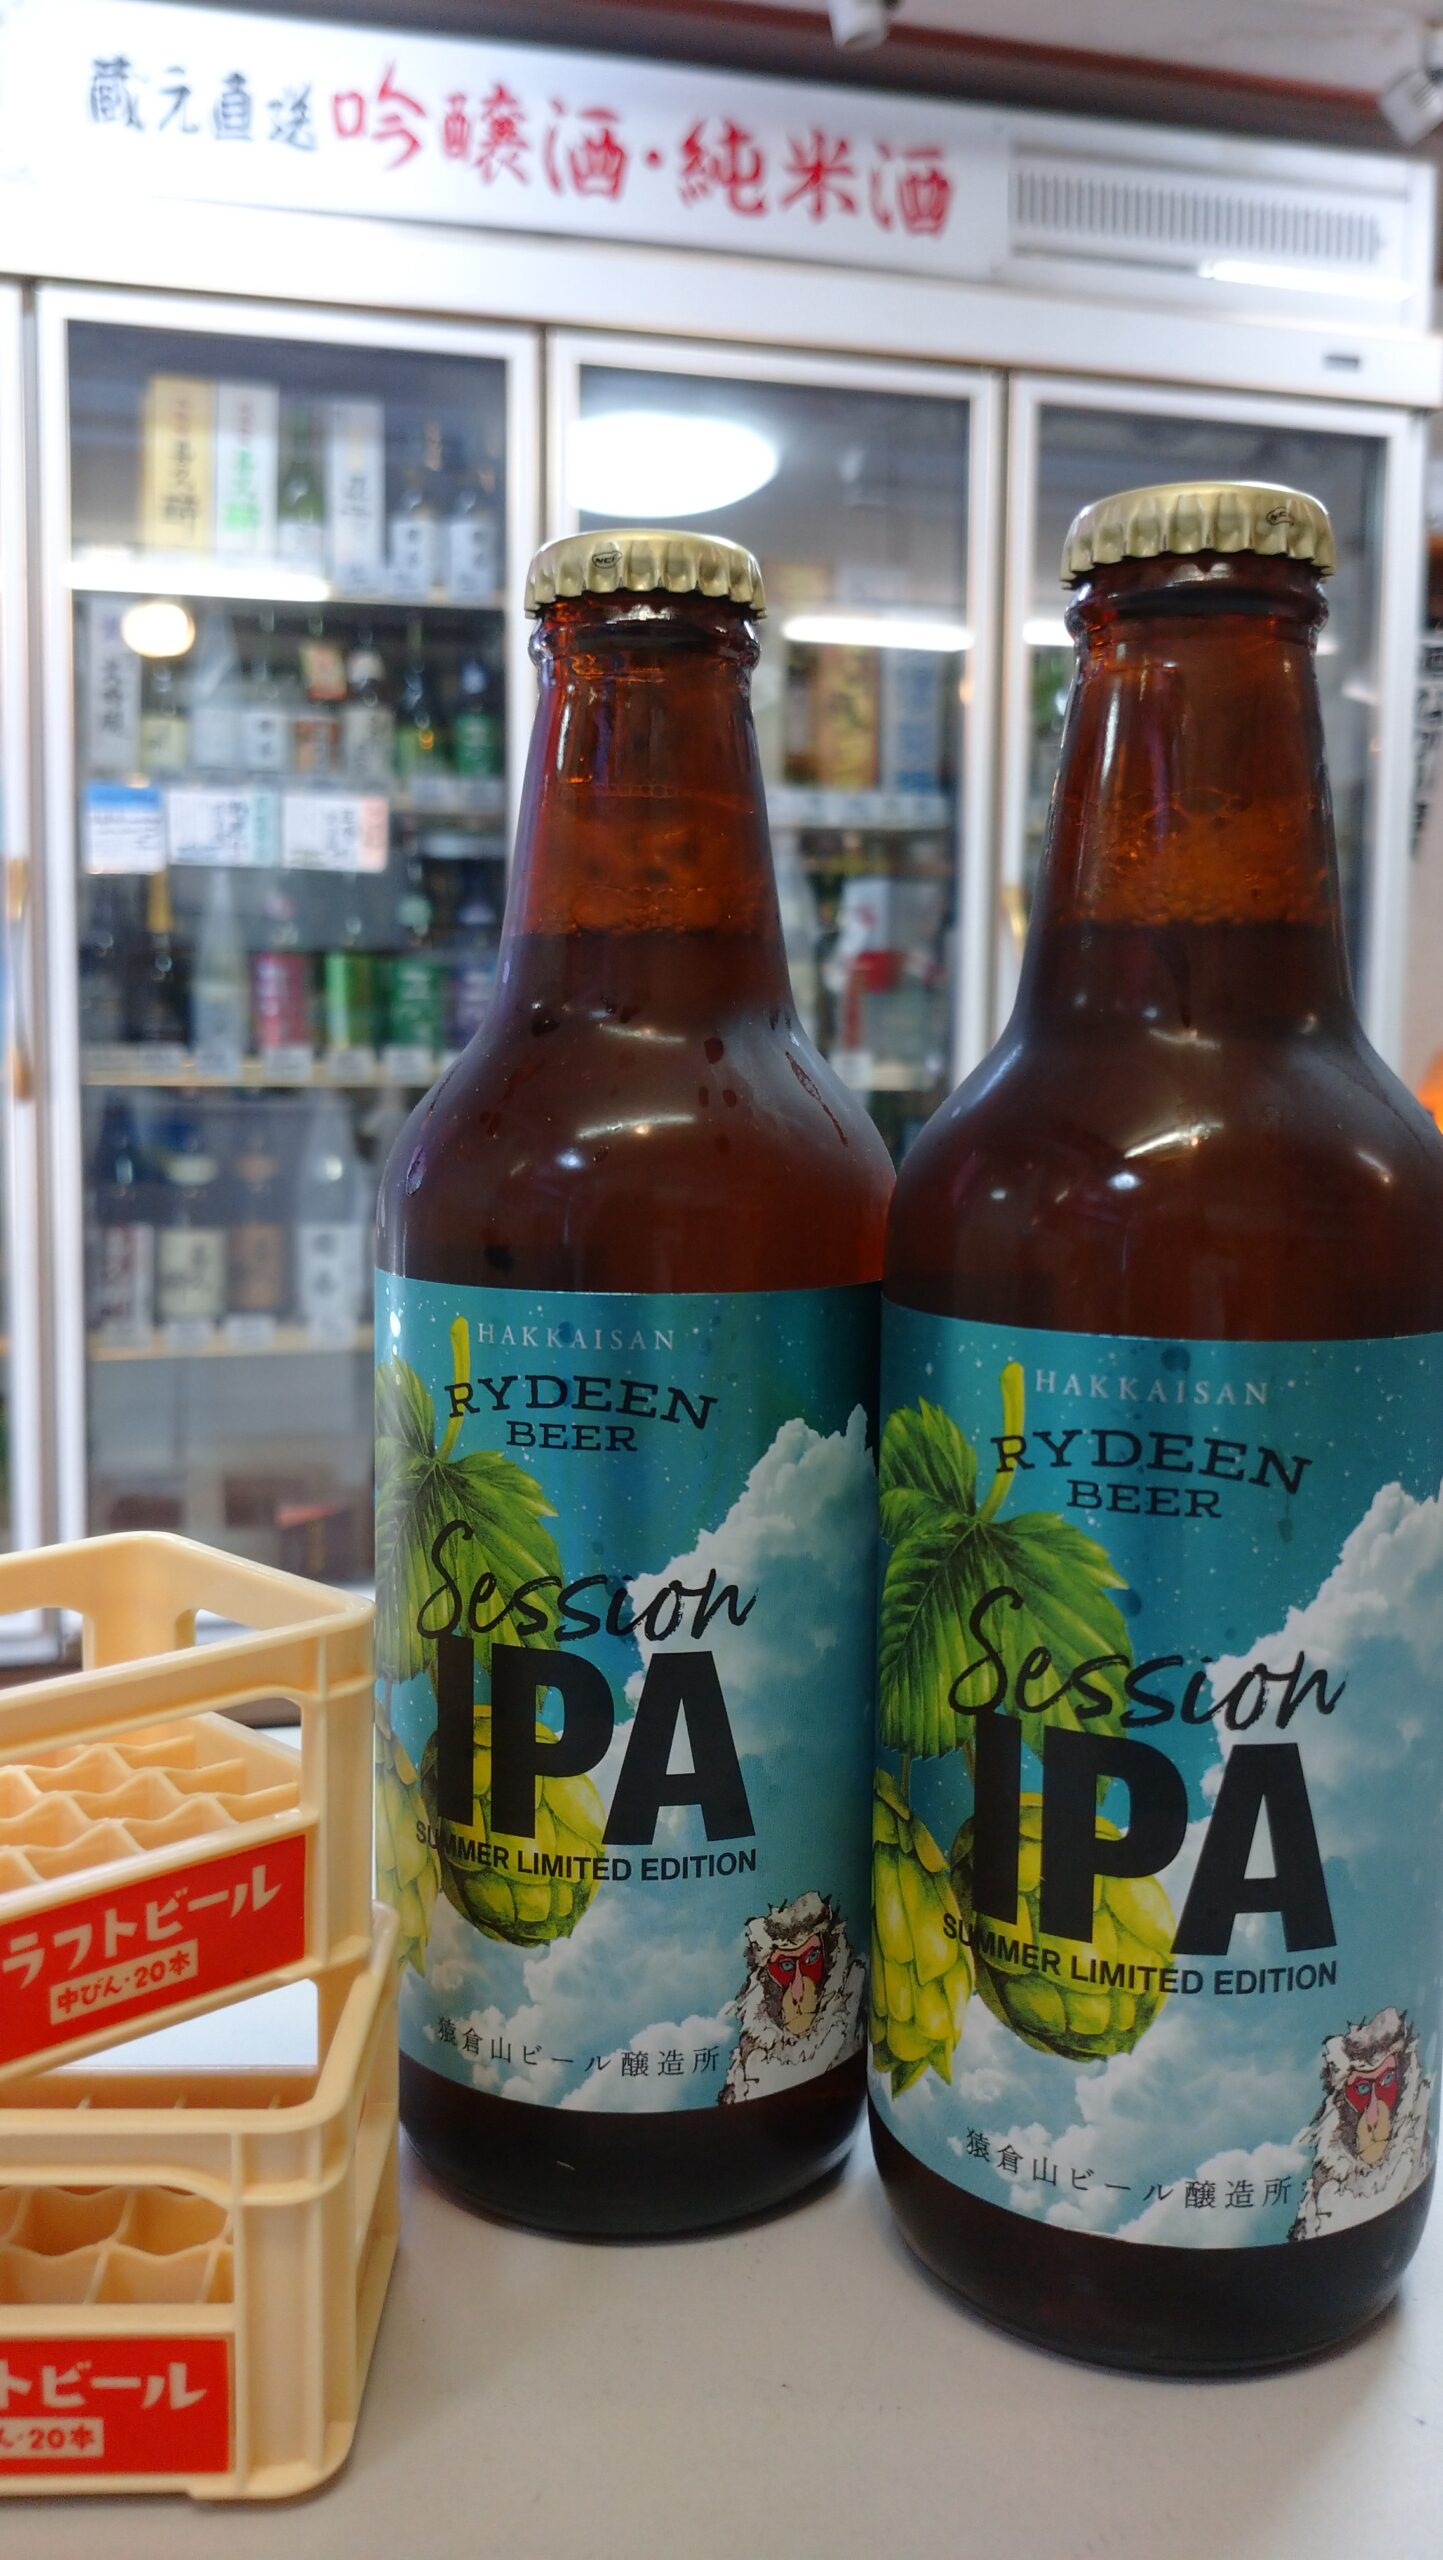 蔵元直送 吟醸酒・純米酒
HAKKAISAN
RYDEEN
BEER
Session
IPA
SUMMER LIMITED EDITION
猿倉山ビール醸造所
HAKKAISAN
RYDEEN
BEER
Session
IPA
SUMMER LIMITED EDITION
猿倉山ビール醸造所
ラフトビール
中びん・20本
トビール
ん・20本